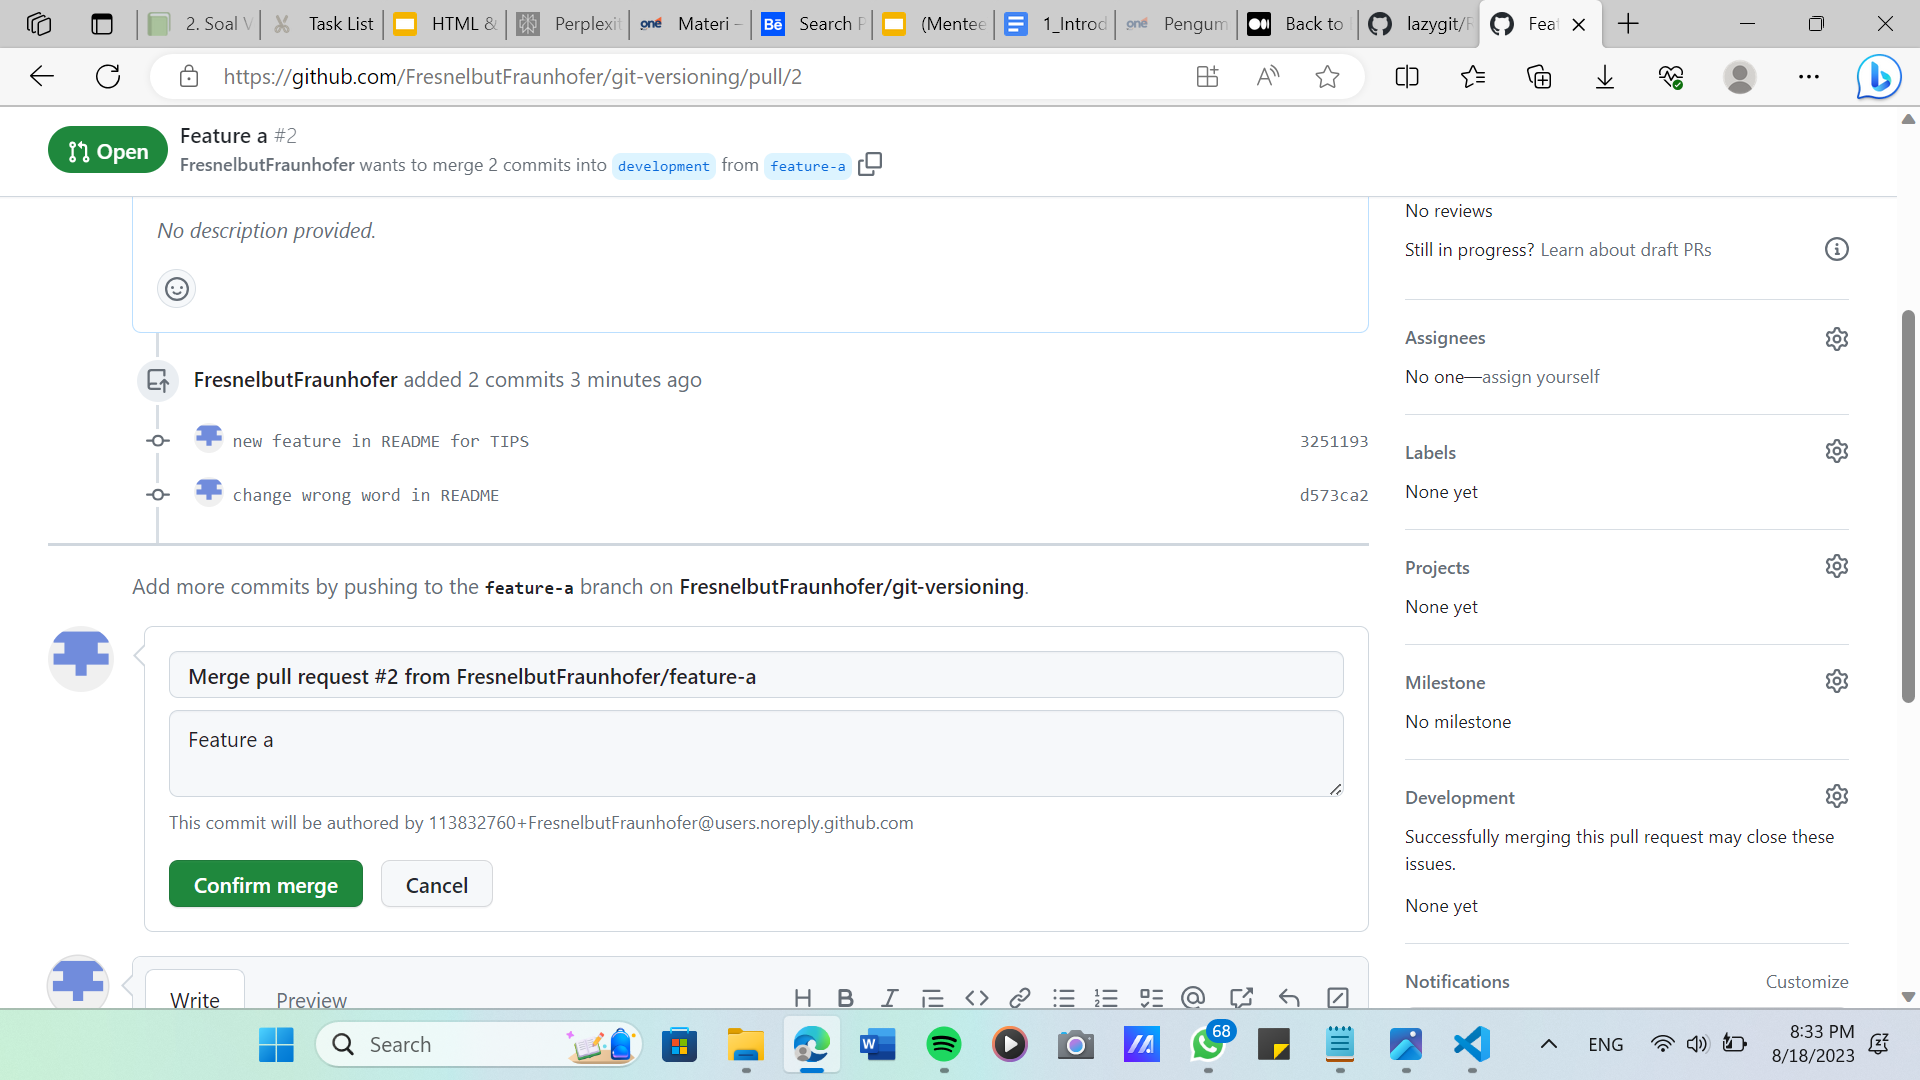 2. Soal V
Task List
HTML &
Perplexit
Materi –
Search P
(Mentee
1_Introd
Pengum
Back to
lazygit/R
Feat
https://github.com/FresnelbutFraunhofer/git-versioning/pull/2
Open
Feature a #2
FresnelbutFraunhofer wants to merge 2 commits into development from feature-a
No description provided.
FresnelbutFraunhofer added 2 commits 3 minutes ago
new feature in README for TIPS 3251193
change wrong word in README d573ca2
Add more commits by pushing to the feature-a branch on FresnelbutFraunhofer/git-versioning.
Merge pull request #2 from FresnelbutFraunhofer/feature-a
Feature a
This commit will be authored by 113832760+FresnelbutFraunhofer@users.noreply.github.com
Confirm merge
Cancel
Write
Preview
No reviews
Still in progress? Learn about draft PRs
Assignees
No one—assign yourself
Labels
None yet
Projects
None yet
Milestone
No milestone
Development
Successfully merging this pull request may close these
issues.
None yet
Notifications
Customize
Search
68
ENG
8:33 PM
8/18/2023